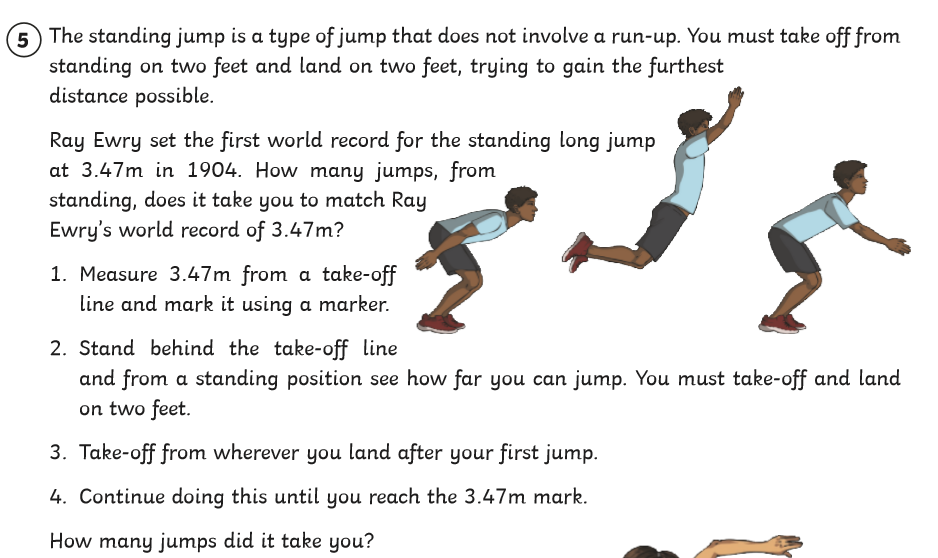 5 The standing jump is a type of jump that does not involve a run-up. You must take off from
standing on two feet and land on two feet, trying to gain the furthest
distance possible.
Ray Ewry set the first world record for the standing long jump
at 3.47m in 1904. How many jumps, from
standing, does it take you to match Ray
Ewry's world record of 3.47m?
1. Measure 3.47m from a take-off
line and mark it using a marker.
2. Stand behind the take-off line
and from a standing position see how far you can jump. You must take-off and land
on two feet.
3. Take-off from wherever you land after your first jump.
4. Continue doing this until you reach the 3.47m mark.
How many jumps did it take you?